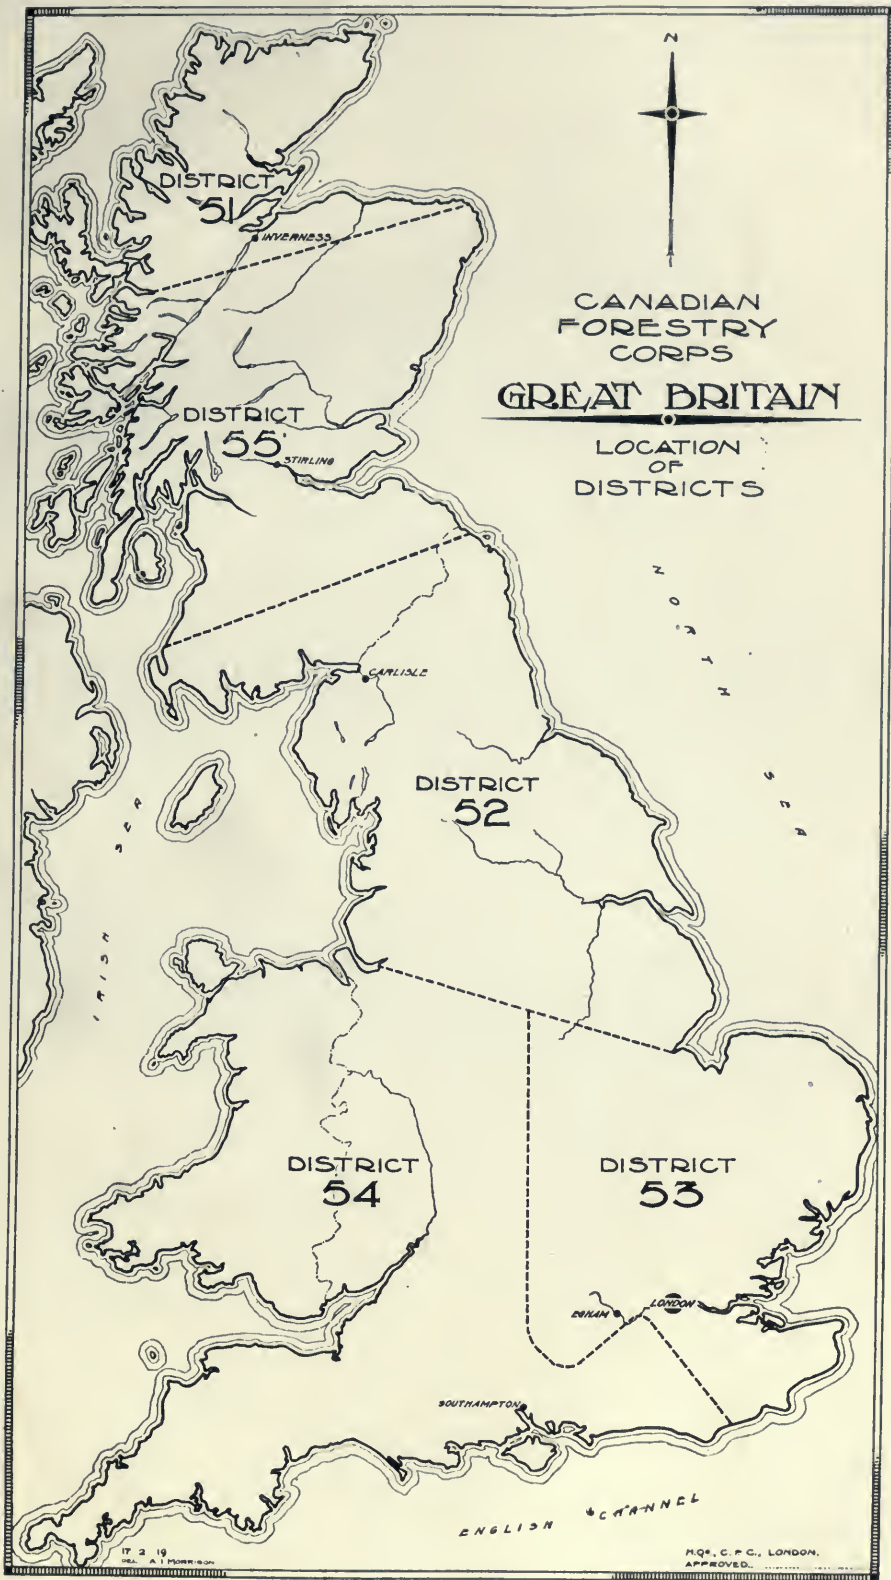 N
CANADIAN
FORESTRY
CORPS
GREAT BRITAIN
LOCATION
OF
DISTRICTS
DISTRICT
51
INVERNESS
DISTRICT
55
STIRLING
NORTH SEA
CARLISLE
DISTRICT
52
IRISH SEA
DISTRICT
54
DISTRICT
53
EGHAM
LONDON
SOUTHAMPTON
ENGLISH CHANNEL
17 2 19
DEL. A I MORRISON
H.Qs, C.F.C., LONDON.
APPROVED.